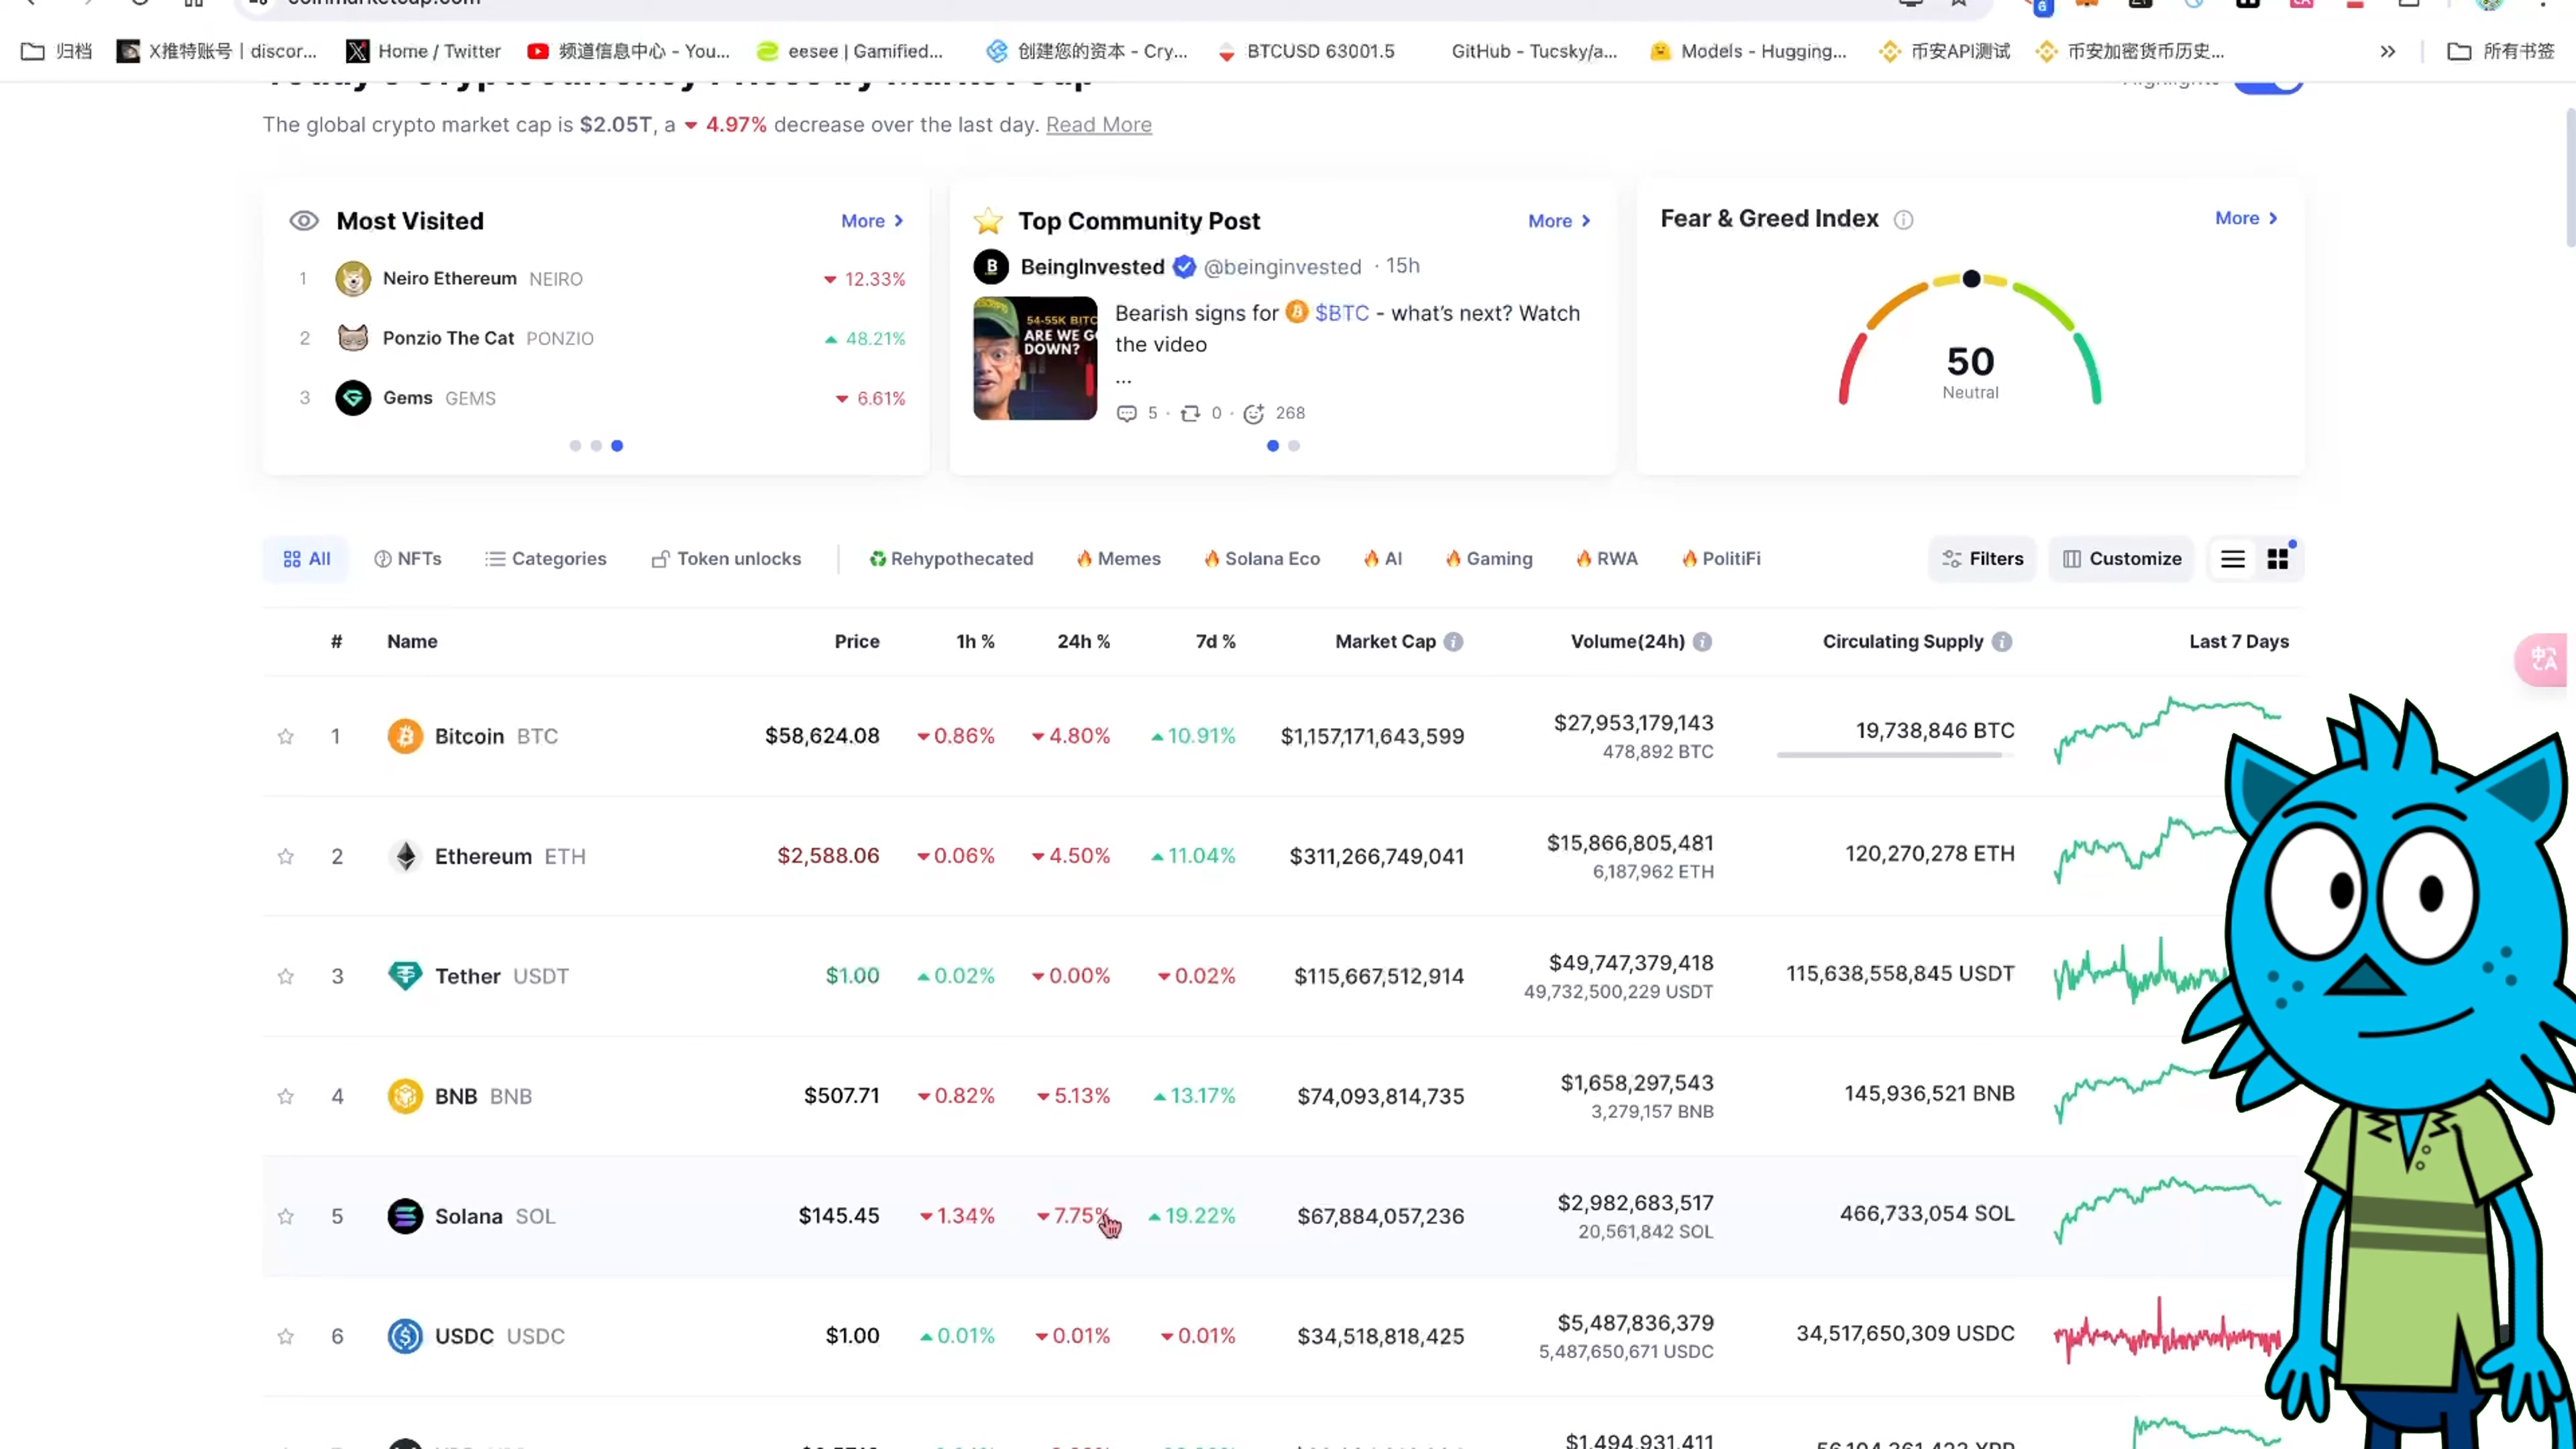 归档
X推特账号 | discor...
Home / Twitter
频道信息中心 - You...
eesee | Gamified...
创建您的资本 - Cry...
BTCUSD 63001.5
GitHub - Tucsky/a...
Models - Hugging...
币安API测试
币安加密货币历史...
所有书签
Today's Cryptocurrency Prices by Market Cap
Highlights
The global crypto market cap is $2.05T, a 4.97% decrease over the last day. Read More
Most Visited
More
1 Neiro Ethereum NEIRO 12.33%
2 Ponzio The Cat PONZIO 48.21%
3 Gems GEMS 6.61%
Top Community Post
More
BeingInvested @beinginvested · 15h
54-55K BITC
ARE WE GO
DOWN?
Bearish signs for $BTC - what's next? Watch
the video
...
5 · 0 · 268
Fear & Greed Index
More
50
Neutral
All NFTs Categories Token unlocks Rehypothecated Memes Solana Eco AI Gaming RWA PolitiFi Filters Customize
# Name Price 1h % 24h % 7d % Market Cap Volume(24h) Circulating Supply Last 7 Days
1 Bitcoin BTC $58,624.08 0.86% 4.80% 10.91% $1,157,171,643,599 $27,953,179,143 19,738,846 BTC
478,892 BTC
2 Ethereum ETH $2,588.06 0.06% 4.50% 11.04% $311,266,749,041 $15,866,805,481 120,270,278 ETH
6,187,962 ETH
3 Tether USDT $1.00 0.02% 0.00% 0.02% $115,667,512,914 $49,747,379,418 115,638,558,845 USDT
49,732,500,229 USDT
4 BNB BNB $507.71 0.82% 5.13% 13.17% $74,093,814,735 $1,658,297,543 145,936,521 BNB
3,279,157 BNB
5 Solana SOL $145.45 1.34% 7.75% 19.22% $67,884,057,236 $2,982,683,517 466,733,054 SOL
20,561,842 SOL
6 USDC USDC $1.00 0.01% 0.01% 0.01% $34,518,818,425 $5,487,836,379 34,517,650,309 USDC
5,487,650,671 USDC
$1,494,931,411